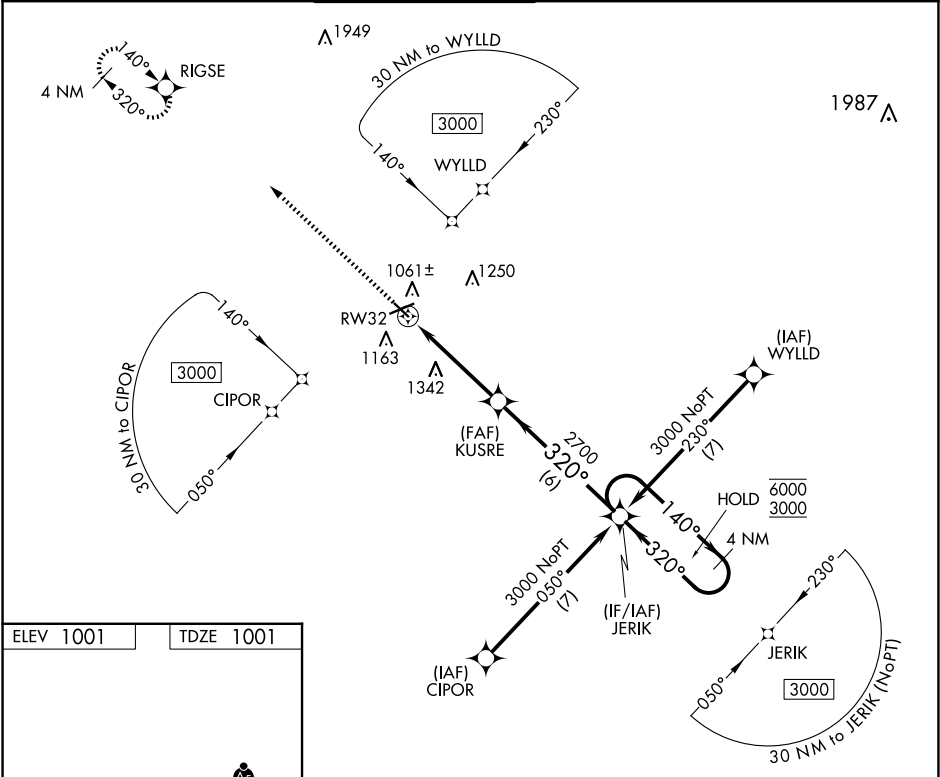 1949
30 NM to WYLLD
140°
RIGSE
4 NM
320°
1987
3000
230°
140°
WYLLD
1061±
1250
RW32
1163
1342
140°
3000
CIPOR
30 NM to CIPOR
050°
(IAF)
WYLLD
(FAF)
KUSRE
3000 NoPT
230°
(7)
2700
320°
(6)
HOLD
6000
3000
140°
4 NM
320°
3000 NoPT
050°
(7)
(IF/IAF)
JERIK
230°
(IAF)
CIPOR
JERIK
050°
3000
30 NM to JERIK (NoPT)
ELEV 1001
TDZE 1001